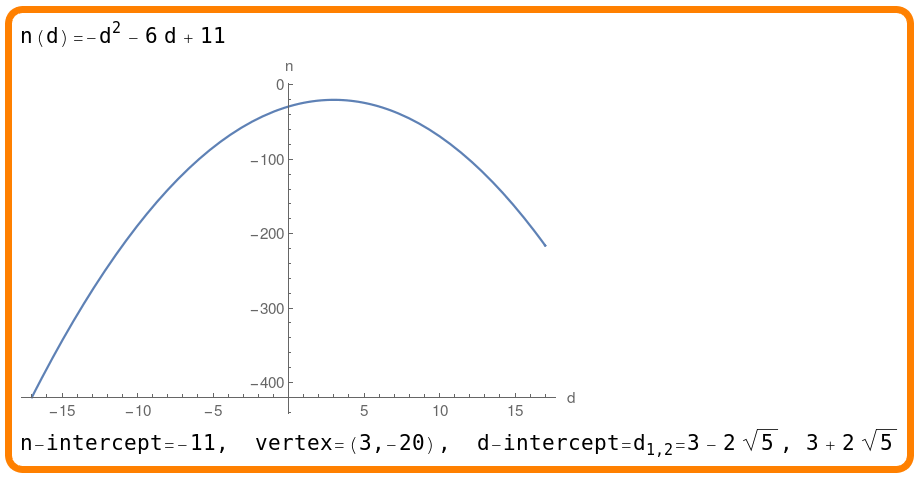 n(d)=-d² - 6 d + 11
n
0
-100
-200
-300
-400
-15 -10 -5 5 10 15 d
n-intercept=-11, vertex=(3,-20), d-intercept=d₁,₂=3 - 2 √5, 3 + 2 √5